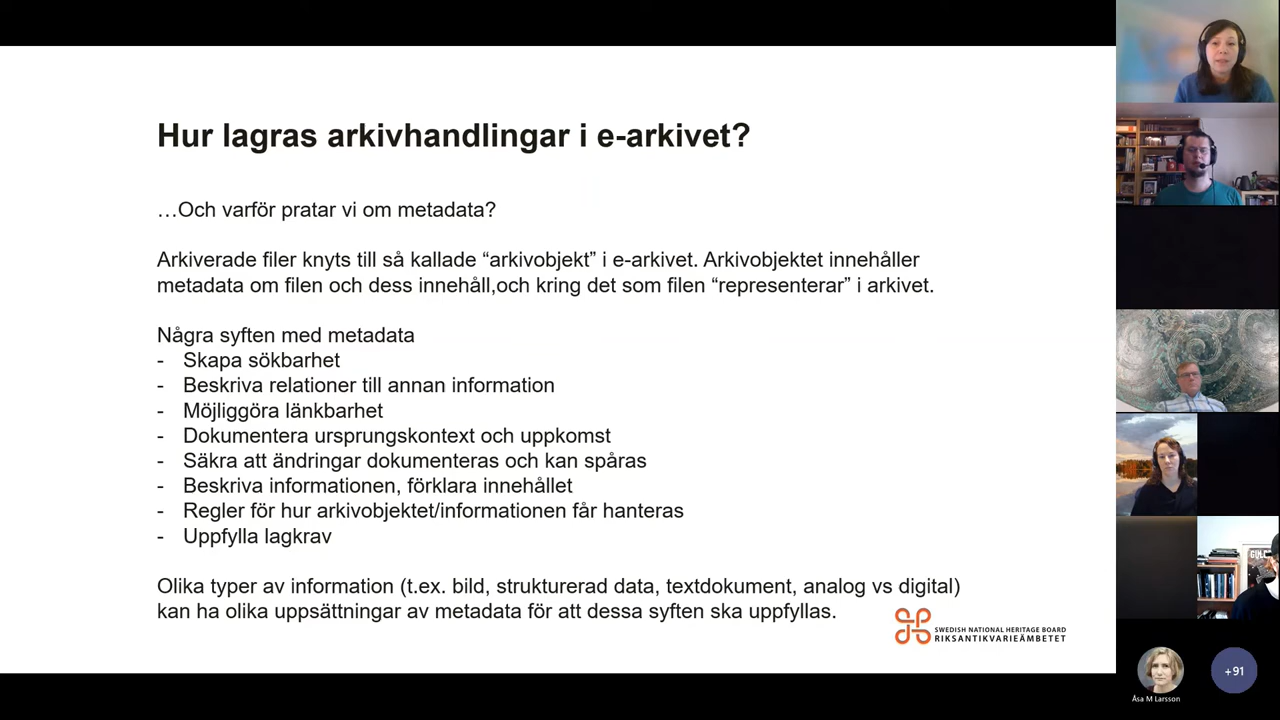 Hur lagras arkivhandlingar i e-arkivet?
…Och varför pratar vi om metadata?
Arkiverade filer knyts till så kallade “arkivobjekt” i e-arkivet. Arkivobjektet innehåller
metadata om filen och dess innehåll,och kring det som filen “representerar” i arkivet.
Några syften med metadata
- Skapa sökbarhet
- Beskriva relationer till annan information
- Möjliggöra länkbarhet
- Dokumentera ursprungskontext och uppkomst
- Säkra att ändringar dokumenteras och kan spåras
- Beskriva informationen, förklara innehållet
- Regler för hur arkivobjektet/informationen får hanteras
- Uppfylla lagkrav
Olika typer av information (t.ex. bild, strukturerad data, textdokument, analog vs digital)
kan ha olika uppsättningar av metadata för att dessa syften ska uppfyllas.
SWEDISH NATIONAL HERITAGE BOARD
RIKSANTIKVARIEÄMBETET
Åsa M Larsson
+91